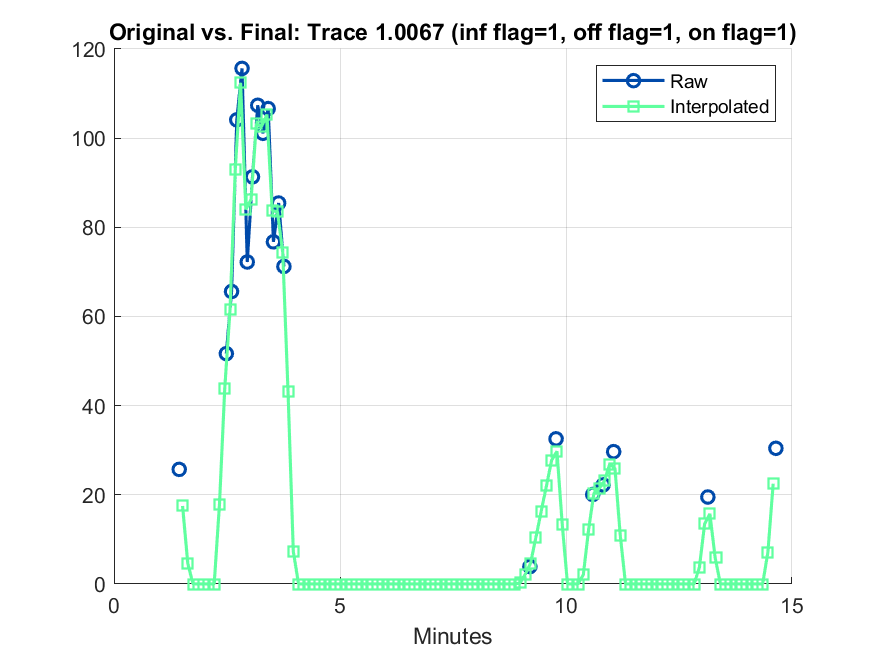 Original vs. Final: Trace 1.0067 (inf flag=1, off flag=1, on flag=1)
120
100
80
60
40
20
0
Raw
Interpolated
0
5
10
15
Minutes